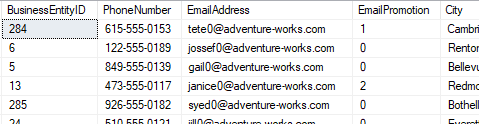 BusinessEntityID PhoneNumber EmailAddress EmailPromotion City
284 615-555-0153 tete0@adventure-works.com 1 Cambri
6 122-555-0189 jossef0@adventure-works.com 0 Renton
5 849-555-0139 gail0@adventure-works.com 0 Bellevu
13 473-555-0117 janice0@adventure-works.com 2 Redmo
285 926-555-0182 syed0@adventure-works.com 0 Bothell